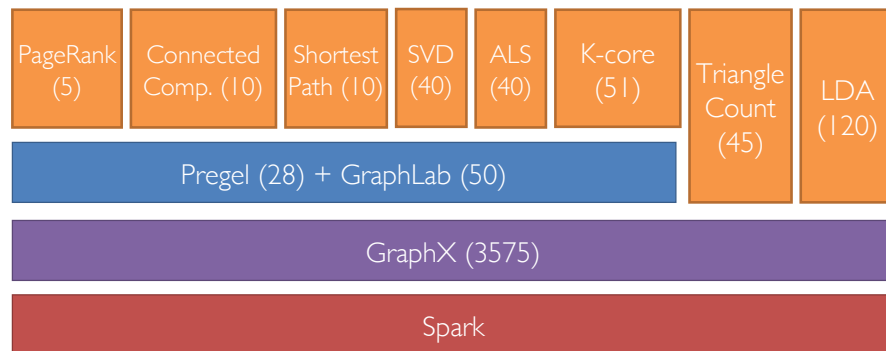 PageRank
(5)
Connected
Comp. (10)
Shortest
Path (10)
SVD
(40)
ALS
(40)
K-core
(51)
Triangle
Count
(45)
LDA
(120)
Pregel (28) + GraphLab (50)
GraphX (3575)
Spark